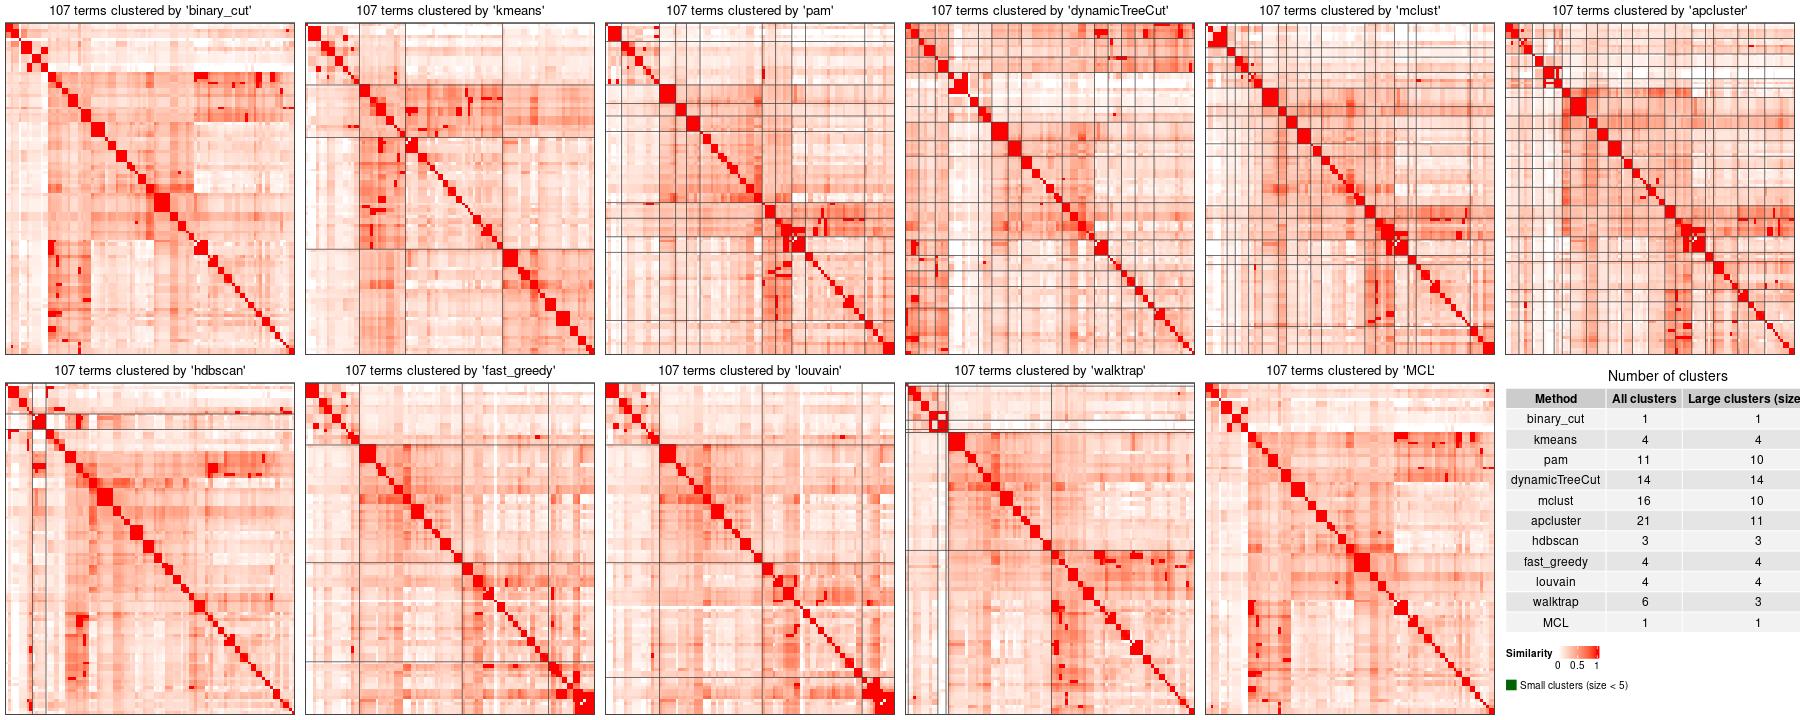 107 terms clustered by 'binary_cut'
107 terms clustered by 'kmeans'
107 terms clustered by 'pam'
107 terms clustered by 'dynamicTreeCut'
107 terms clustered by 'mclust'
107 terms clustered by 'apcluster'
107 terms clustered by 'hdbscan'
107 terms clustered by 'fast_greedy'
107 terms clustered by 'louvain'
107 terms clustered by 'walktrap'
107 terms clustered by 'MCL'
Number of clusters
Method All clusters Large clusters (size
binary_cut 1 1
kmeans 4 4
pam 11 10
dynamicTreeCut 14 14
mclust 16 10
apcluster 21 11
hdbscan 3 3
fast_greedy 4 4
louvain 4 4
walktrap 6 3
MCL 1 1
Similarity
0 0.5 1
Small clusters (size < 5)